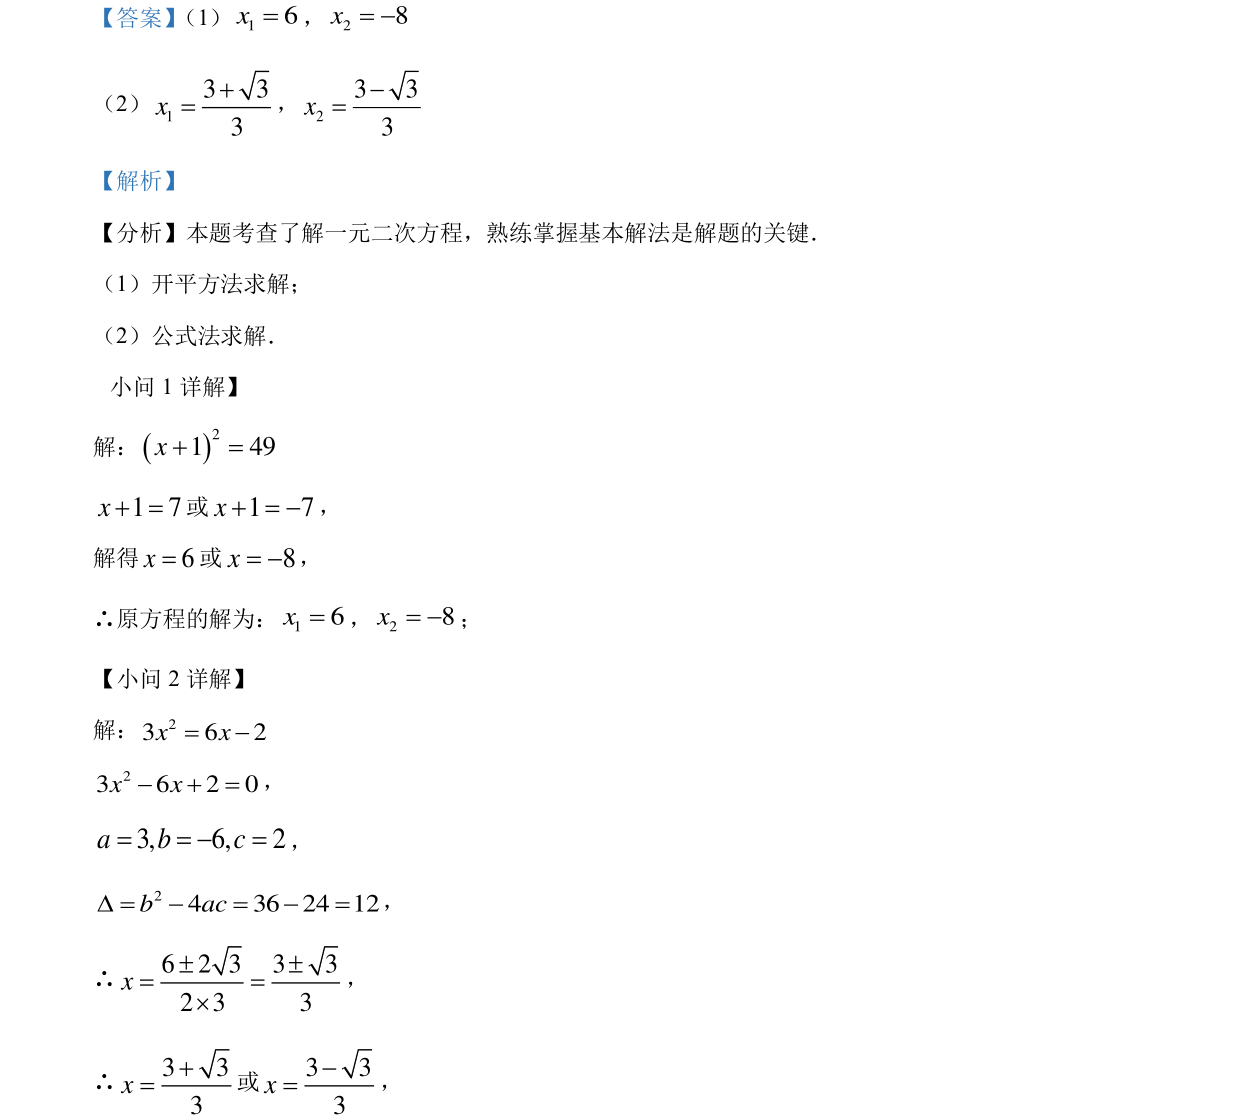 【答案】（1）x₁ = 6，x₂ = −8
（2）x₁ = (3+√3)/3，x₂ = (3−√3)/3
【解析】
【分析】本题考查了解一元二次方程，熟练掌握基本解法是解题的关键．
（1）开平方法求解；
（2）公式法求解．
小问 1 详解】
解：(x+1)² = 49
x+1=7或x+1=−7，
解得x=6或x=−8，
∴原方程的解为：x₁ = 6，x₂ = −8；
【小问 2 详解】
解：3x² = 6x−2
3x² − 6x + 2 = 0，
a = 3,b = −6,c = 2，
Δ = b² − 4ac = 36 − 24 = 12，
∴x = (6±2√3)/(2×3) = (3±√3)/3，
∴x = (3+√3)/3或x = (3−√3)/3，